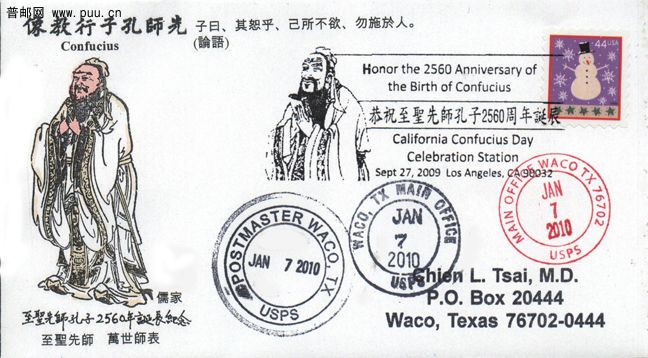 普邮网 www.puu.cn
像教行子孔師先
Confucius
子曰、其恕乎、己所不欲、勿施於人。
(論語)
Honor the 2560 Anniversary of
the Birth of Confucius
恭祝至聖先師孔子2560周年誕辰
California Confucius Day
Celebration Station
Sept 27, 2009 Los Angeles, CA 90032
44USA
MAIN OFFICE WACO TX 76702
JAN
7
2010
USPS
WACO, TX MAIN OFFICE
JAN
7
2010
USPS
POSTMASTER WACO, TX
JAN 7 2010
USPS
Chien L. Tsai, M.D.
P.O. Box 20444
Waco, Texas 76702-0444
儒家
至聖先師孔子2560年誕辰紀念
至聖先師 萬世師表